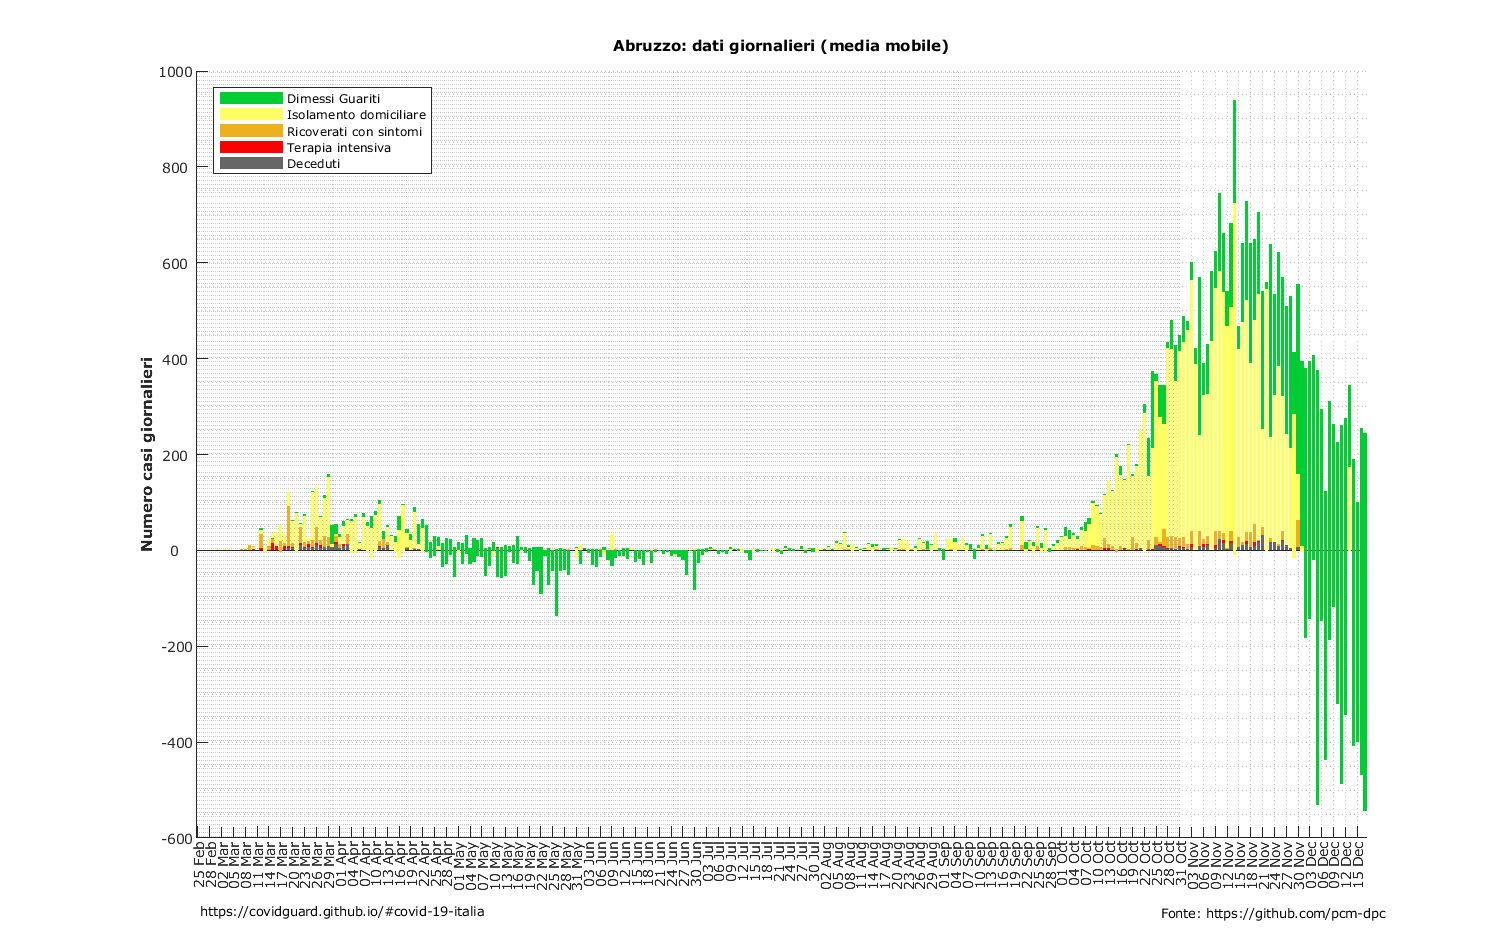 Abruzzo: dati giornalieri (media mobile)
Numero casi giornalieri
1000
800
600
400
200
0
-200
-400
-600
Dimessi Guariti
Isolamento domiciliare
Ricoverati con sintomi
Terapia intensiva
Deceduti
25 Feb
28 Feb
02 Mar
05 Mar
08 Mar
11 Mar
14 Mar
17 Mar
20 Mar
23 Mar
26 Mar
29 Mar
01 Apr
04 Apr
07 Apr
10 Apr
13 Apr
16 Apr
19 Apr
22 Apr
25 Apr
28 Apr
01 May
04 May
07 May
10 May
13 May
16 May
19 May
22 May
25 May
28 May
31 May
03 Jun
06 Jun
09 Jun
12 Jun
15 Jun
18 Jun
21 Jun
24 Jun
27 Jun
30 Jun
03 Jul
06 Jul
09 Jul
12 Jul
15 Jul
18 Jul
21 Jul
24 Jul
27 Jul
30 Jul
02 Aug
05 Aug
08 Aug
11 Aug
14 Aug
17 Aug
20 Aug
23 Aug
26 Aug
29 Aug
01 Sep
04 Sep
07 Sep
10 Sep
13 Sep
16 Sep
19 Sep
22 Sep
25 Sep
28 Sep
01 Oct
04 Oct
07 Oct
10 Oct
13 Oct
16 Oct
19 Oct
22 Oct
25 Oct
28 Oct
31 Oct
03 Nov
06 Nov
09 Nov
12 Nov
15 Nov
18 Nov
21 Nov
24 Nov
27 Nov
30 Nov
03 Dec
06 Dec
09 Dec
12 Dec
15 Dec
https://covidguard.github.io/#covid-19-italia
Fonte: https://github.com/pcm-dpc